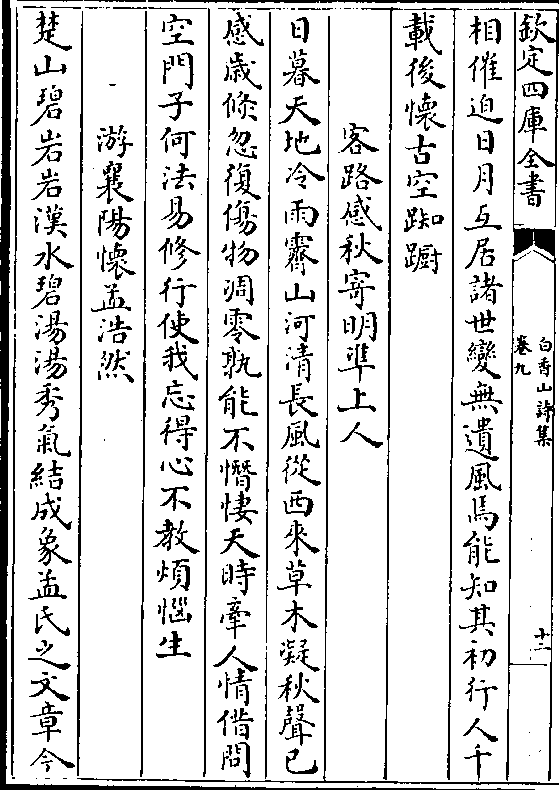 欽定四庫全書
白香山詩集
卷九
十二
相催迫日月互居諸世變無遺風焉能知其初行人千
載後懷古空踟躕
客路感秋寄明凖上人
日暮天地冷雨霽山河清長風從西來草木凝秋聲已
感歳倐忽復傷物凋零孰能不憯悽天時牽人情借問
空門子何法易修行使我忘得心不教煩惱生
游襄陽懷孟浩然
楚山碧岩岩漢水碧湯湯秀氣結成象孟氏之文章今